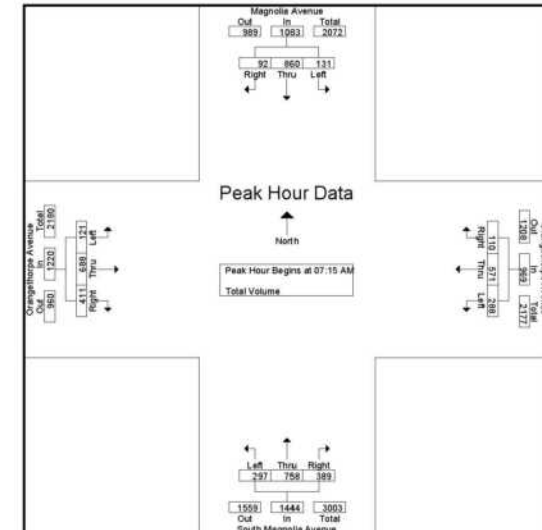 Magnolia Avenue
Out In Total
989 1083 2072
92 860 131
Right Thru Left
Peak Hour Data
North
Peak Hour Begins at 07:15 AM
Total Volume
Orangethorpe Avenue
Total In Out
2180 1220 960
Left Thru Right
121 688 411
Out In Total
1208 969 2177
Right Thru Left
110 571 288
Left Thru Right
297 758 389
1559 1444 3003
Out In Total
South Magnolia Avenue